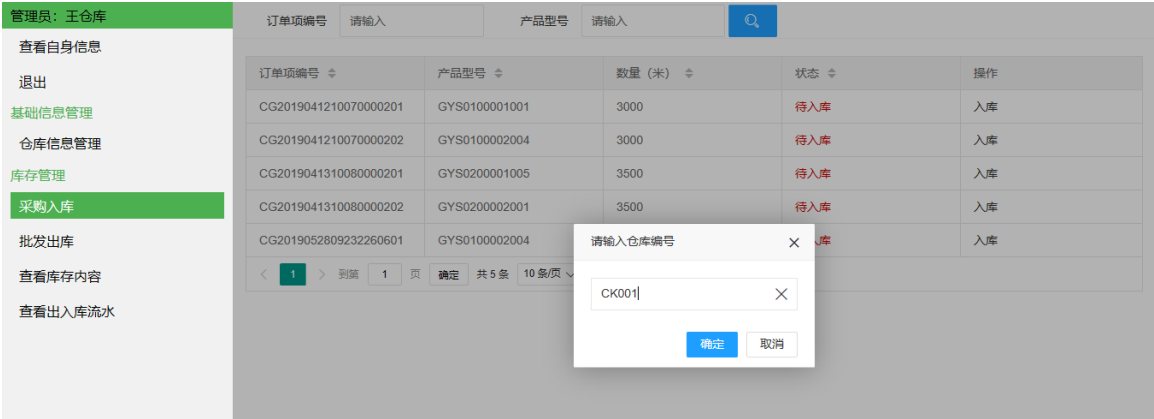 管理员：王仓库
查看自身信息
退出
基础信息管理
仓库信息管理
库存管理
采购入库
批发出库
查看库存内容
查看出入库流水
订单项编号 请输入 产品型号 请输入
订单项编号 产品型号 数量（米） 状态 操作
CG2019041210070000201 GYS0100001001 3000 待入库 入库
CG2019041210070000202 GYS0100002004 3000 待入库 入库
CG2019041310080000201 GYS0200001005 3500 待入库 入库
CG2019041310080000202 GYS0200002001 3500 待入库 入库
CG2019052809232260601 GYS0100002004 库 入库
1 到第 1 页 确定 共 5 条 10 条/页
请输入仓库编号
CK001
确定 取消